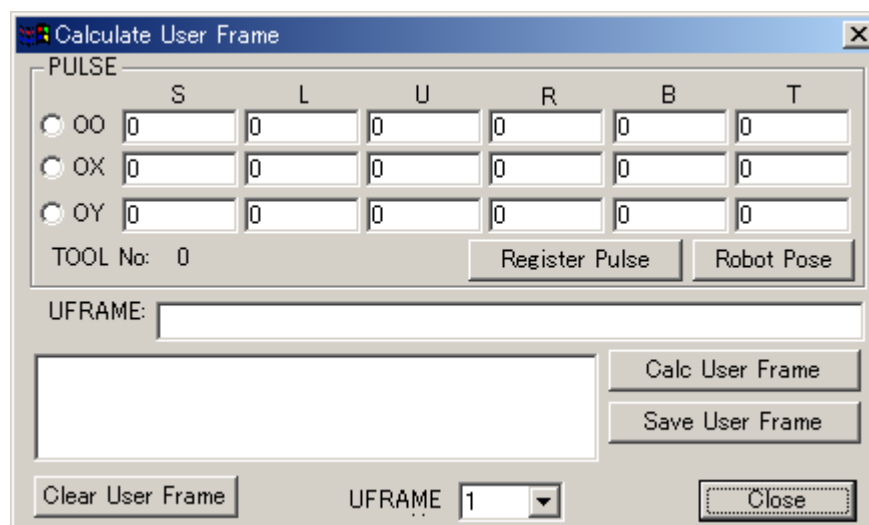 Calculate User Frame
PULSE
S L U R B T
OO 0 0 0 0 0 0
OX 0 0 0 0 0 0
OY 0 0 0 0 0 0
TOOL No: 0 Register Pulse Robot Pose
UFRAME:
Calc User Frame
Save User Frame
Clear User Frame UFRAME 1 Close